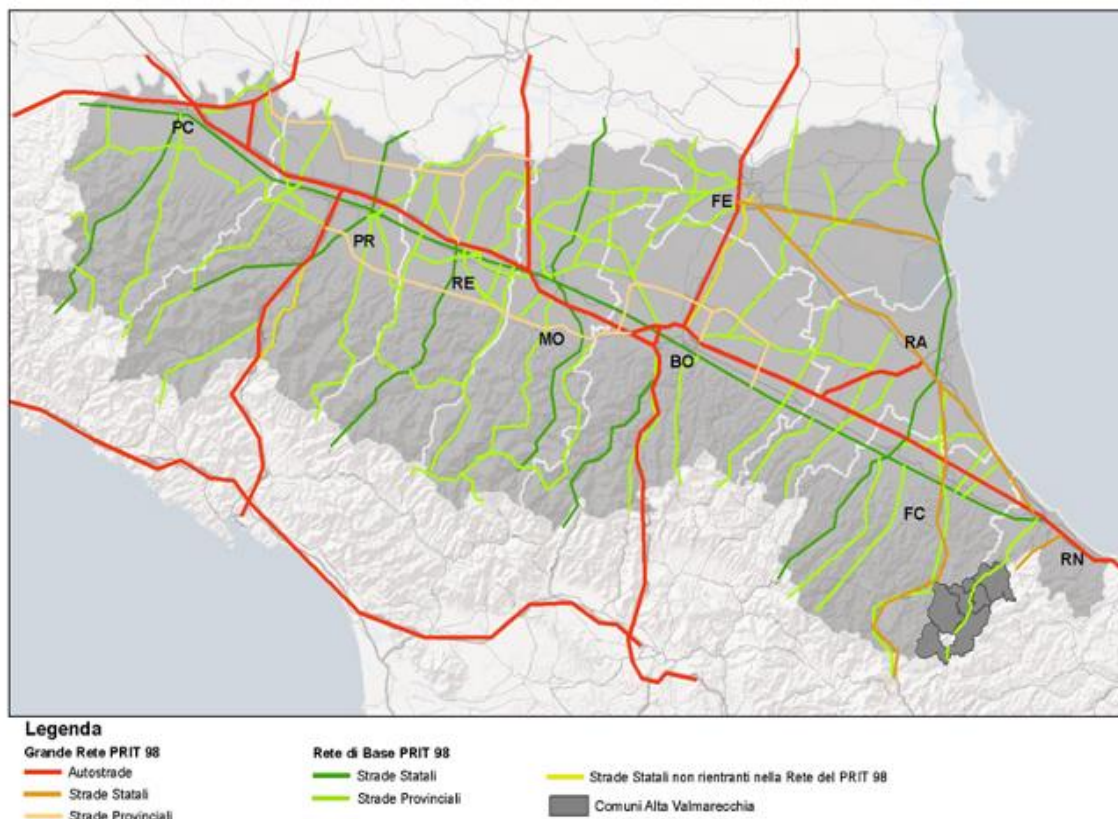 PC
FE
PR
RE
RA
MO
BO
FC
RN
Legenda
Grande Rete PRIT 98
Autostrade
Strade Statali
Strade Provinciali
Rete di Base PRIT 98
Strade Statali
Strade Provinciali
Strade Statali non rientranti nella Rete del PRIT 98
Comuni Alta Valmarecchia